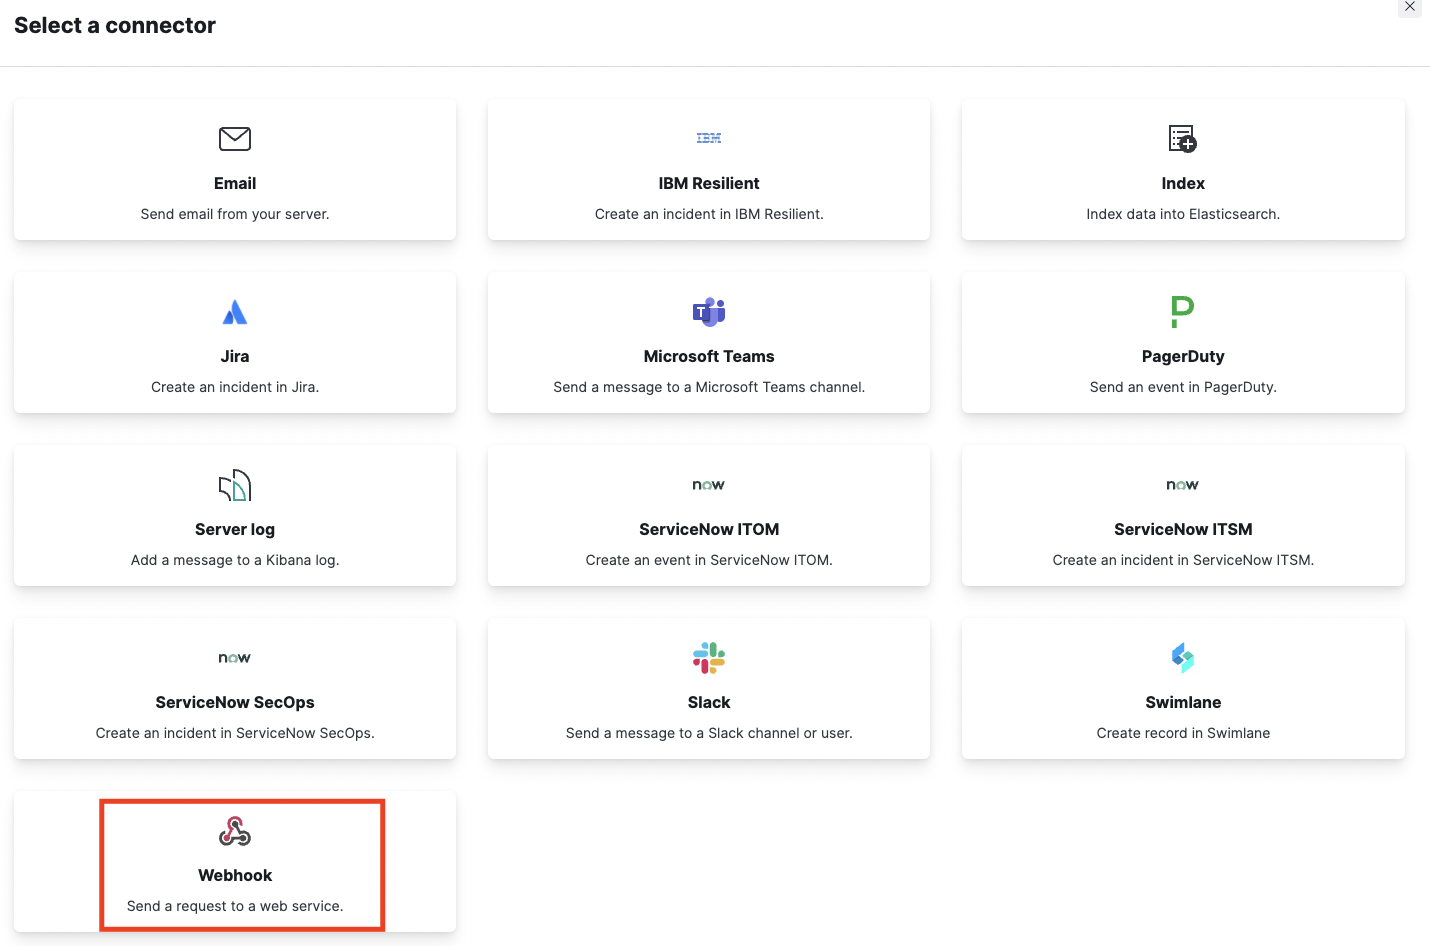 Select a connector
IBM
Email
IBM Resilient
Index
Send email from your server.
Create an incident in IBM Resilient.
Index data into Elasticsearch.
T
P
Jira
Microsoft Teams
PagerDuty
Create an incident in Jira.
Send a message to a Microsoft Teams channel.
Send an event in PagerDuty.
now
now
Server log
ServiceNow ITOM
ServiceNow ITSM
Add a message to a Kibana log.
Create an event in ServiceNow ITOM.
Create an incident in ServiceNow ITSM.
now
ServiceNow SecOps
Slack
Swimlane
Create an incident in ServiceNow SecOps.
Send a message to a Slack channel or user.
Create record in Swimlane
Webhook
Send a request to a web service.